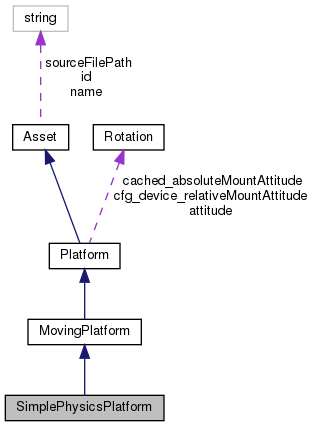 string
sourceFilePath
id
name
Asset
Rotation
cached_absoluteMountAttitude
cfg_device_relativeMountAttitude
attitude
Platform
MovingPlatform
SimplePhysicsPlatform